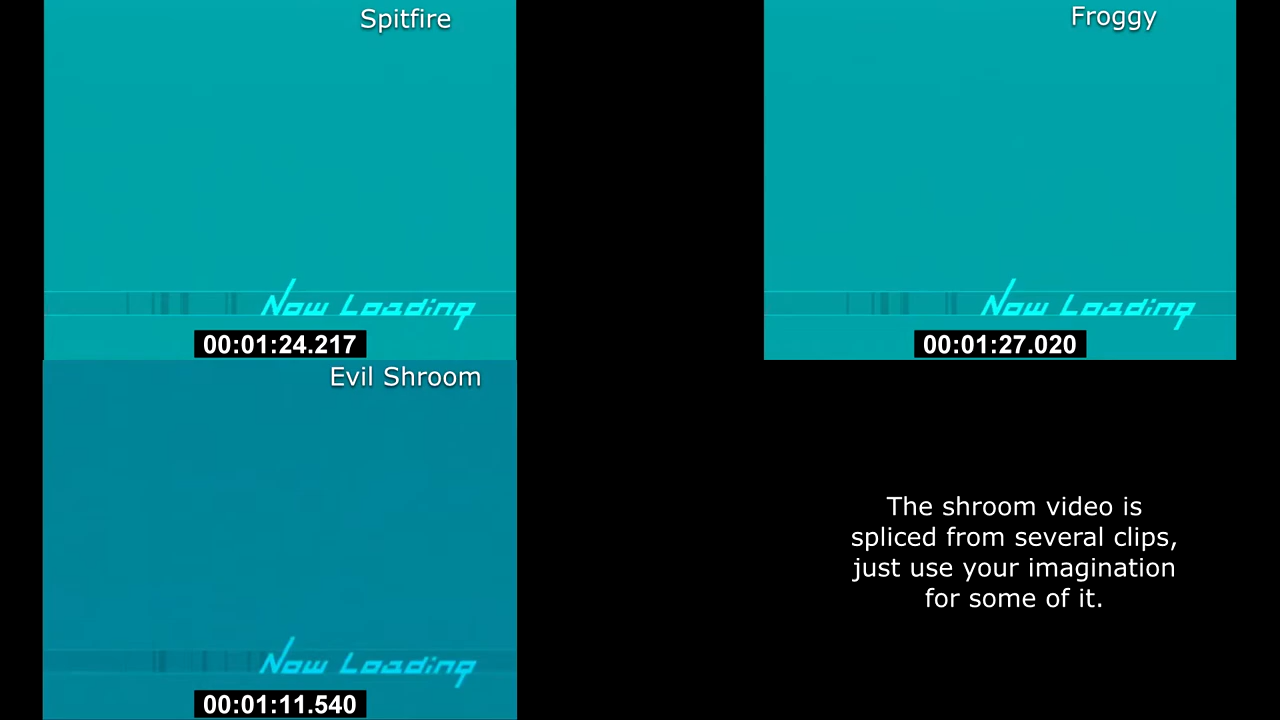 Spitfire
Froggy
Now Loading
Now Loading
00:01:24.217
00:01:27.020
Evil Shroom
The shroom video is
spliced from several clips,
just use your imagination
for some of it.
Now Loading
00:01:11.540